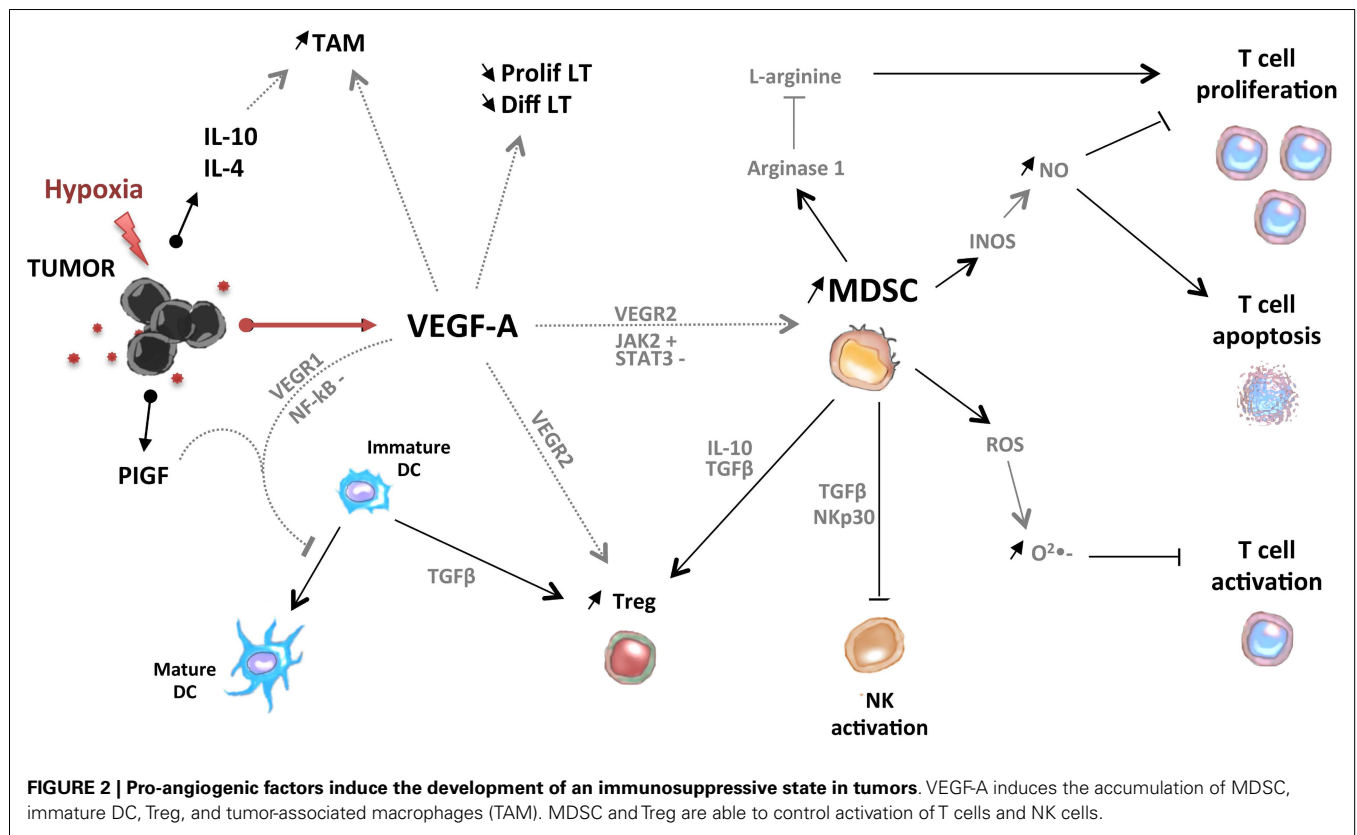 TAM
Prolif LT
Diff LT
L-arginine
T cell
proliferation
IL-10
IL-4
Arginase 1
NO
Hypoxia
INOS
TUMOR
MDSC
T cell
apoptosis
VEGF-A
VEGR2
JAK2 +
STAT3 -
VEGR1
NF-kB -
VEGR2
Immature
DC
PIGF
IL-10
TGFβ
ROS
TGFβ
NKp30
TGFβ
O²•-
T cell
activation
Treg
Mature
DC
NK
activation
FIGURE 2 | Pro-angiogenic factors induce the development of an immunosuppressive state in tumors. VEGF-A induces the accumulation of MDSC,
immature DC, Treg, and tumor-associated macrophages (TAM). MDSC and Treg are able to control activation of T cells and NK cells.